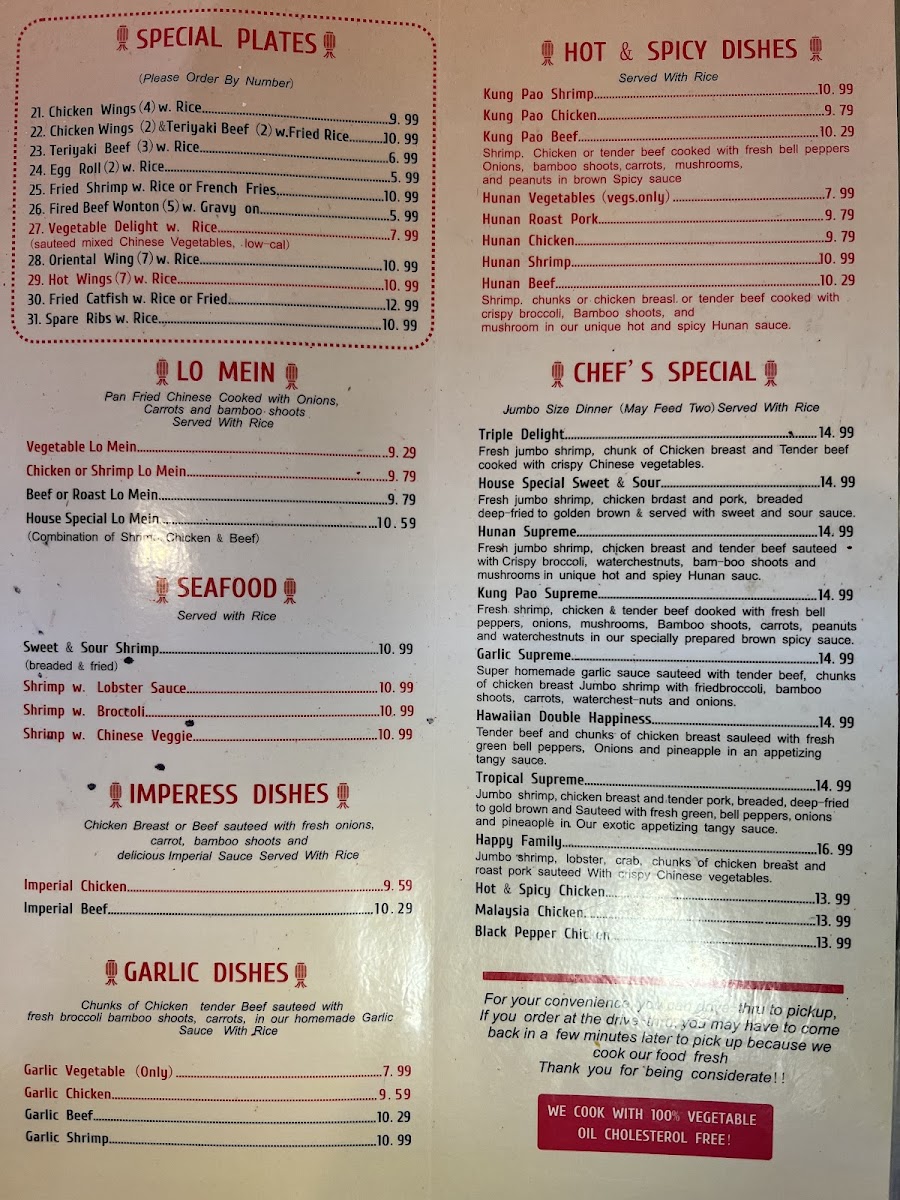 SPECIAL PLATES
(Please Order By Number)
21. Chicken Wings (4) w. Rice 9.99
22. Chicken Wings (2) & Teriyaki Beef (2) w. Fried Rice 10.99
23. Teriyaki Beef (3) w. Rice 6.99
24. Egg Roll (2) w. Rice 5.99
25. Fried Shrimp w. Rice or French Fries 10.99
26. Fired Beef Wonton (5) w. Gravy on 5.99
27. Vegetable Delight w. Rice 7.99
(sauteed mixed Chinese Vegetables, low-cal)
28. Oriental Wing (7) w. Rice 10.99
29. Hot Wings (7) w. Rice 10.99
30. Fried Catfish w. Rice or Fried 12.99
31. Spare Ribs w. Rice 10.99
LO MEIN
Pan Fried Chinese Cooked with Onions,
Carrots and bamboo shoots
Served With Rice
Vegetable Lo Mein 9.29
Chicken or Shrimp Lo Mein 9.79
Beef or Roast Lo Mein 9.79
House Special Lo Mein 10.59
(Combination of Shrimp Chicken & Beef)
SEAFOOD
Served with Rice
Sweet & Sour Shrimp 10.99
(breaded & fried)
Shrimp w. Lobster Sauce 10.99
Shrimp w. Broctoli 10.99
Shrimp w. Chinese Veggie 10.99
IMPERESS DISHES
Chicken Breast or Beef sauteed with fresh onions,
carrot, bamboo shoots and
delicious Imperial Sauce Served With Rice
Imperial Chicken 9.59
Imperial Beef 10.29
GARLIC DISHES
Chunks of Chicken tender Beef sauteed with
fresh broccoli bamboo shoots, carrots, in our homemade Garlic
Sauce With Rice
Garlic Vegetable (Only) 7.99
Garlic Chicken 9.59
Garlic Beef 10.29
Garlic Shrimp 10.99
HOT & SPICY DISHES
Served With Rice
Kung Pao Shrimp 10.99
Kung Pao Chicken 9.79
Kung Pao Beef 10.29
Shrimp. Chicken or tender beef cooked with fresh bell peppers
Onions, bamboo shoots, carrots, mushrooms,
and peanuts in brown Spicy sauce
Hunan Vegetables (vegs.only) 7.99
Hunan Roast Pork 9.79
Hunan Chicken 9.79
Hunan Shrimp 10.99
Hunan Beef 10.29
Shrimp. chunks or chicken breasl. or tender beef cooked with
crispy broccoli, Bamboo shoots, and
mushroom in our unique hot and spicy Hunan sauce.
CHEF'S SPECIAL
Jumbo Size Dinner (May Feed Two) Served With Rice
Triple Delight 14.99
Fresh jumbo shrimp, chunk of Chicken breast and Tender beef
cooked with crispy Chinese vegetables.
House Special Sweet & Sour 14.99
Fresh jumbo shrimp, chicken brdast and pork, breaded
deep-fried to golden brown & served with sweet and sour sauce.
Hunan Supreme 14.99
Fresh jumbo shrimp, chicken breast and tender beef sauteed
with Crispy broccoli, waterchestnuts, bam-boo shoots and
mushrooms in unique hot and spiey Hunan sauc.
Kung Pao Supreme 14.99
Fresh shrimp, chicken & tender beef dooked with fresh bell
peppers, onions, mushrooms, Bamboo shoots, carrots, peanuts
and waterchestnuts in our specially prepared brown spicy sauce.
Garlic Supreme 14.99
Super homemade garlic sauce sauteed with tender beef, chunks
of chicken breast Jumbo shrimp with friedbroccoli, bamboo
shoots, carrots, waterchest-nuts and onions.
Hawaiian Double Happiness 14.99
Tender beef and chunks of chicken breast sauleed with fresh
green bell peppers, Onions and pineapple in an appetizing
tangy sauce.
Tropical Supreme 14.99
Jumbo shrimp, chicken breast and tender pork, breaded, deep-fried
to gold brown and Sauteed with fresh green, bell peppers, onions
and pineaople in Our exotic appetizing tangy sauce.
Happy Family 16.99
Jumbo shrimp, lobster, crab, chunks of chicken breast and
roast pork sauteed With crispy Chinese vegetables.
Hot & Spicy Chicken 13.99
Malaysia Chicken 13.99
Black Pepper Chicken 13.99
For your convenience, you thru to pickup,
If you order at the drive-thru, you may have to come
back in a few minutes later to pick up because we
cook our food fresh
Thank you for being considerate!!
WE COOK WITH 100% VEGETABLE
OIL CHOLESTEROL FREE!